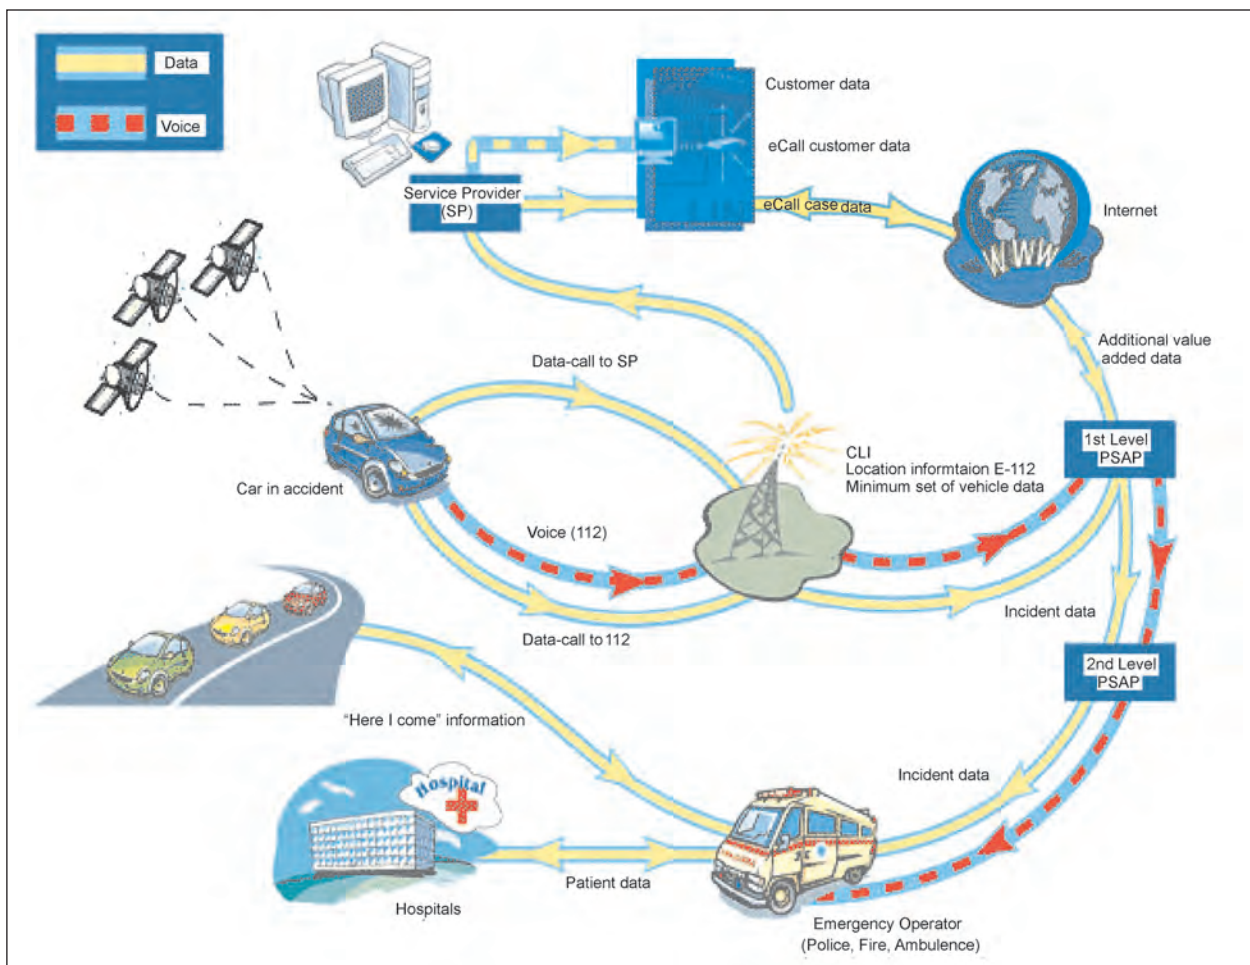 Data
Voice
Customer data
eCall customer data
Service Provider
(SP)
eCall case data
Internet
WWW
Additional value
added data
Data-call to SP
1st Level
PSAP
CLI
Location informtaion E-112
Minimum set of vehicle data
Car in accident
Voice (112)
Incident data
Data-call to 112
2nd Level
PSAP
"Here I come" information
Incident data
Hospital
Patient data
Hospitals
Emergency Operator
(Police, Fire, Ambulence)